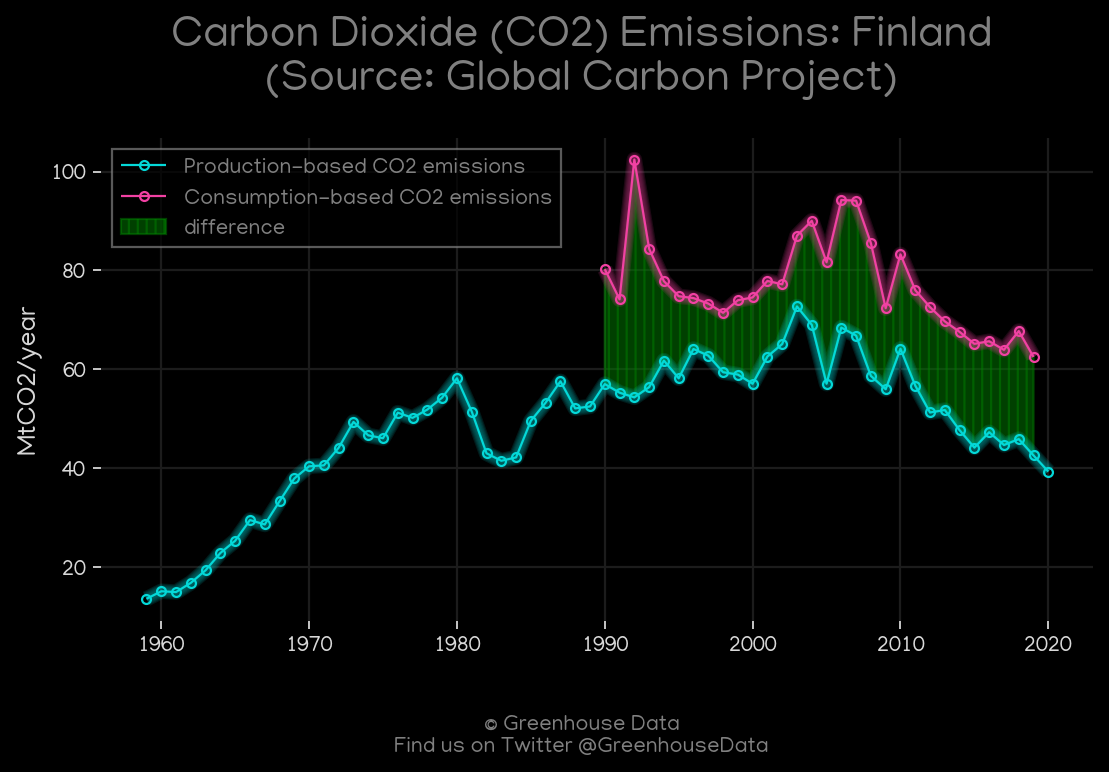 Carbon Dioxide (CO2) Emissions: Finland
(Source: Global Carbon Project)
Production-based CO2 emissions
Consumption-based CO2 emissions
difference
MtCO2/year
100
80
60
40
20
1960 1970 1980 1990 2000 2010 2020
© Greenhouse Data
Find us on Twitter @GreenhouseData